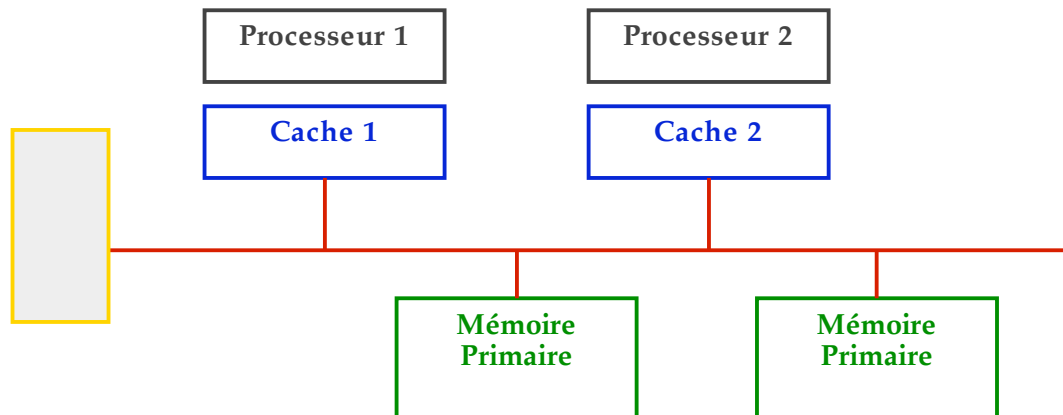 Processeur 1
Processeur 2
Cache 1
Cache 2
Mémoire
Primaire
Mémoire
Primaire